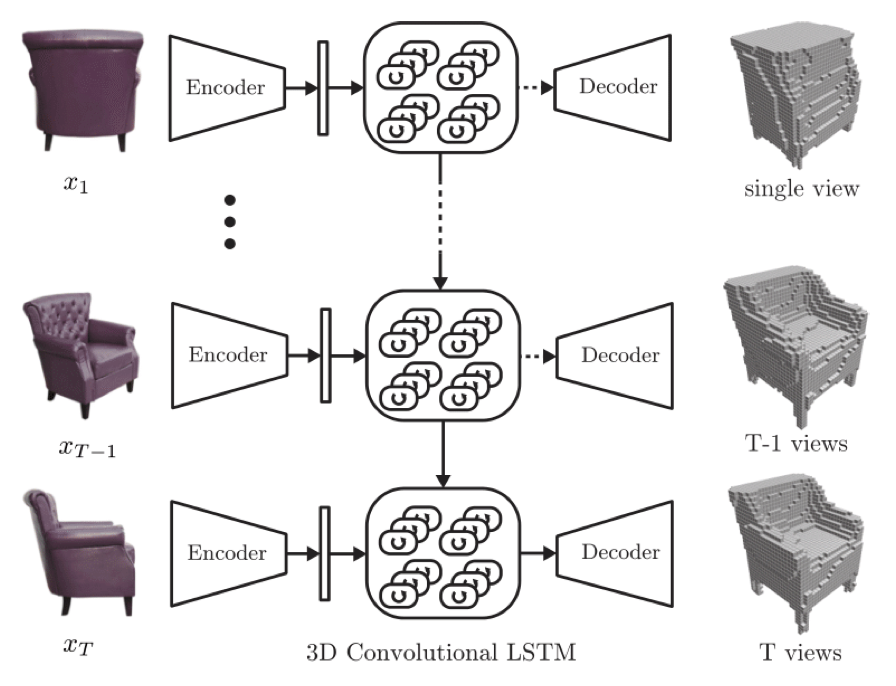 Encoder
Decoder
x_1
single view
Encoder
Decoder
x_{T-1}
T-1 views
Encoder
Decoder
x_T
3D Convolutional LSTM
T views